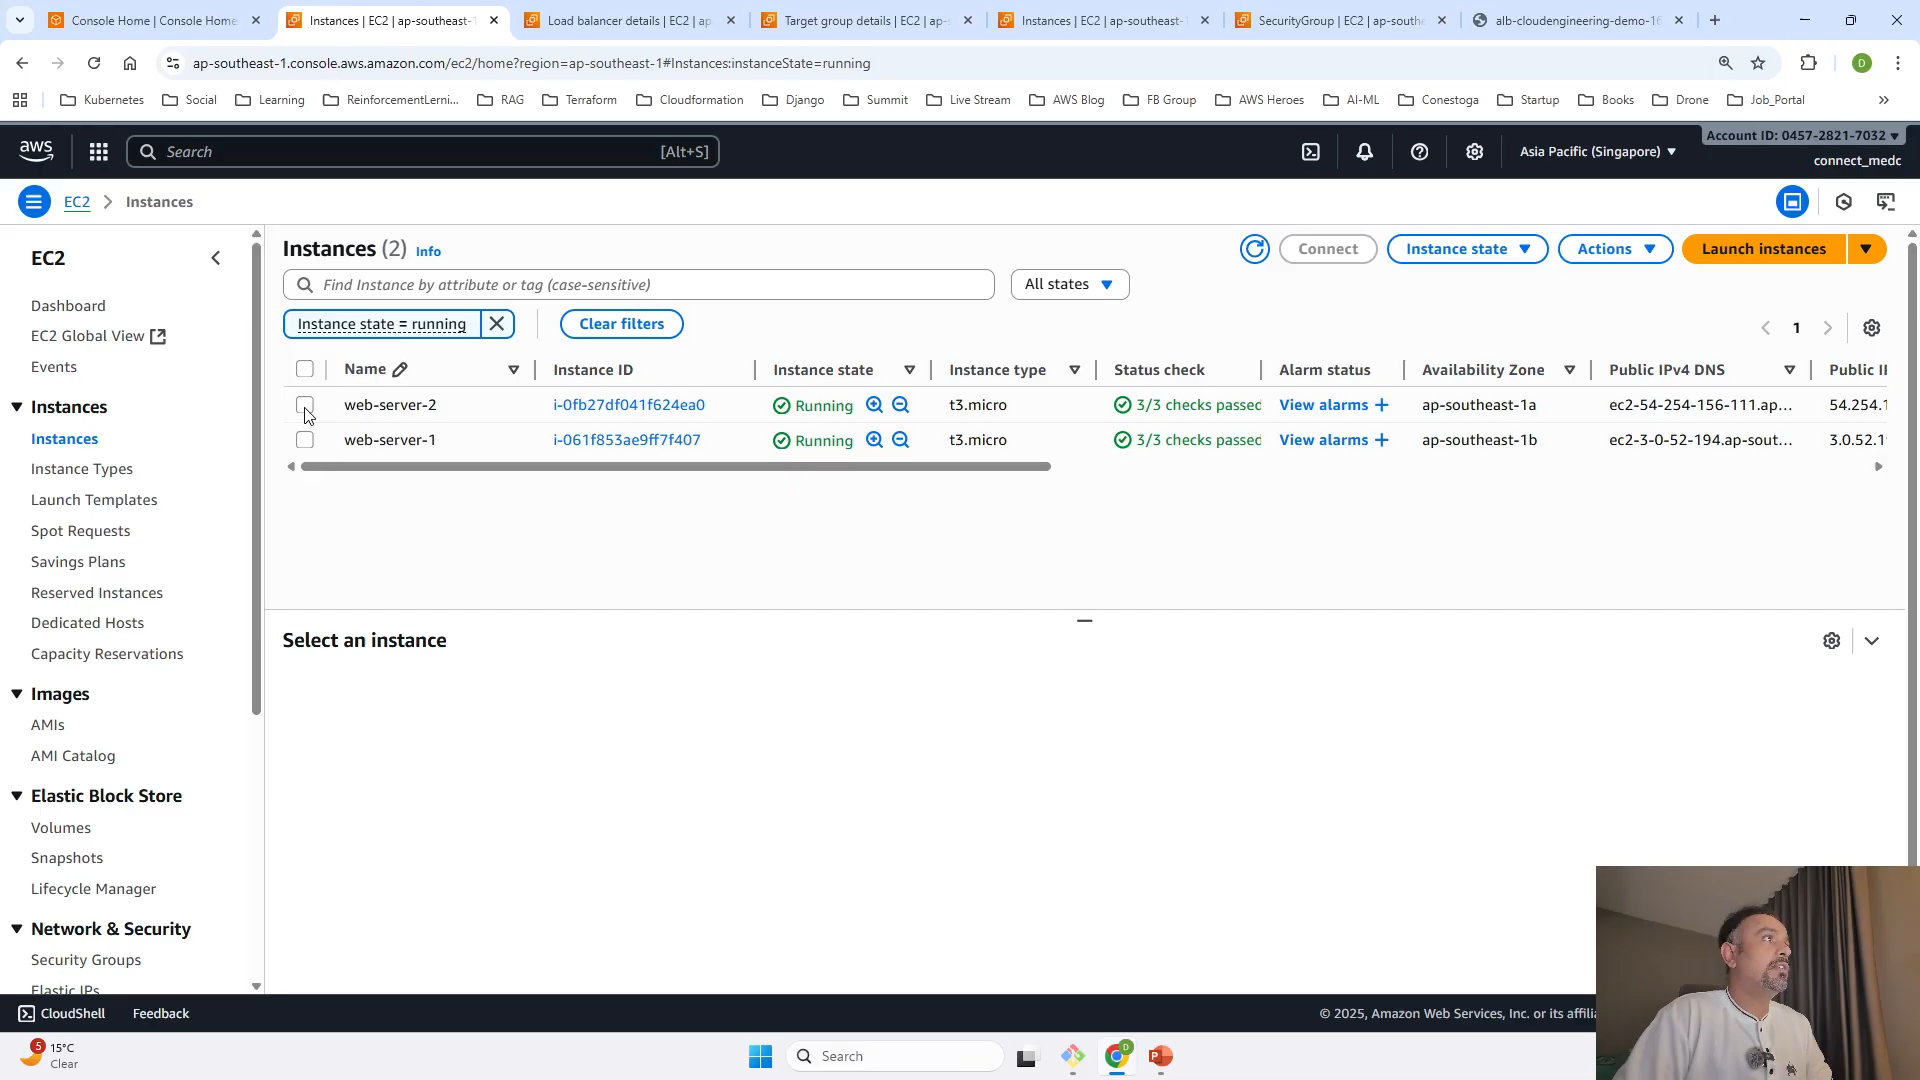 Console Home | Console Home
Instances | EC2 | ap-southeast-1
Load balancer details | EC2 | ap
Target group details | EC2 | ap-
Instances | EC2 | ap-southeast-
SecurityGroup | EC2 | ap-southe
alb-cloudengineering-demo-16
ap-southeast-1.console.aws.amazon.com/ec2/home?region=ap-southeast-1#Instances:instanceState=running
D
Kubernetes
Social
Learning
ReinforcementLerni...
RAG
Terraform
Cloudformation
Django
Summit
Live Stream
AWS Blog
FB Group
AWS Heroes
AI-ML
Conestoga
Startup
Books
Drone
Job_Portal
aws
Search
[Alt+S]
Asia Pacific (Singapore)
Account ID: 0457-2821-7032
connect_medc
EC2
Instances
EC2
Dashboard
EC2 Global View
Events
Instances
Instances
Instance Types
Launch Templates
Spot Requests
Savings Plans
Reserved Instances
Dedicated Hosts
Capacity Reservations
Images
AMIs
AMI Catalog
Elastic Block Store
Volumes
Snapshots
Lifecycle Manager
Network & Security
Security Groups
Elastic IPs
Instances (2) Info
Connect
Instance state
Actions
Launch instances
Find Instance by attribute or tag (case-sensitive)
All states
Instance state = running
Clear filters
1
Name Instance ID Instance state Instance type Status check Alarm status Availability Zone Public IPv4 DNS Public IP
web-server-2 i-0fb27df041f624ea0 Running t3.micro 3/3 checks passed View alarms + ap-southeast-1a ec2-54-254-156-111.ap... 54.254.1
web-server-1 i-061f853ae9ff7f407 Running t3.micro 3/3 checks passed View alarms + ap-southeast-1b ec2-3-0-52-194.ap-sout... 3.0.52.1
Select an instance
CloudShell
Feedback
© 2025, Amazon Web Services, Inc. or its affilia
5
15°C
Clear
Search
D
P